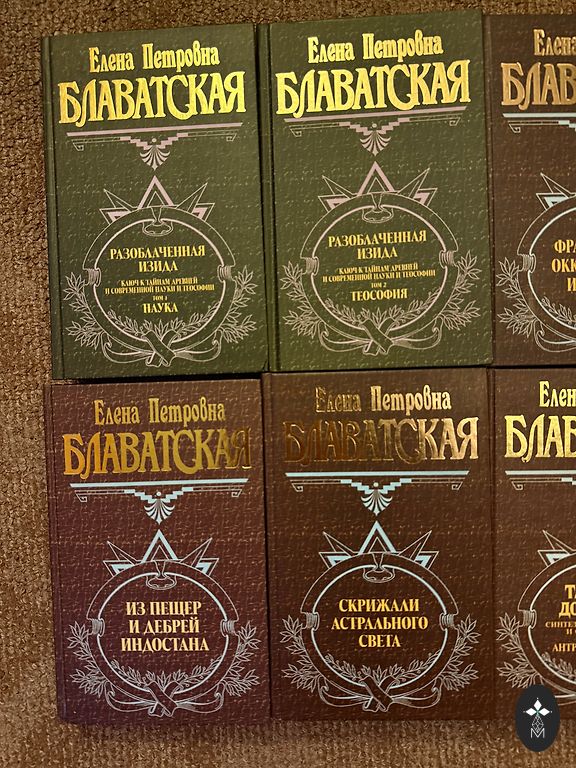 Елена Петровна
БЛАВАТСКАЯ
РАЗОБЛАЧЕННАЯ
ИЗИДА
КЛЮЧ К ТАЙНАМ ДРЕВНЕЙ
И СОВРЕМЕННОЙ НАУКИ И ТЕОСОФИИ
ТОМ 1
НАУКА
Елена Петровна
БЛАВАТСКАЯ
РАЗОБЛАЧЕННАЯ
ИЗИДА
КЛЮЧ К ТАЙНАМ ДРЕВНЕЙ
И СОВРЕМЕННОЙ НАУКИ И ТЕОСОФИИ
ТОМ 2
ТЕОСОФИЯ
Елена Петровна
БЛАВАТСКАЯ
ИЗ ПЕЩЕР
И ДЕБРЕЙ
ИНДОСТАНА
Елена Петровна
БЛАВАТСКАЯ
СКРИЖАЛИ
АСТРАЛЬНОГО
СВЕТА